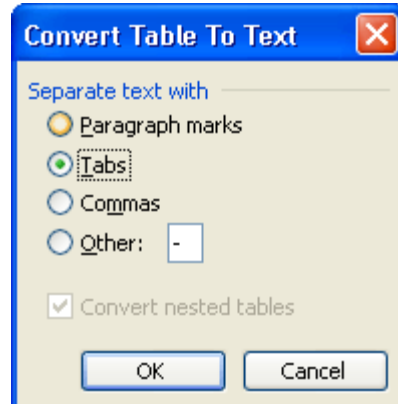 Convert Table To Text
Separate text with
Paragraph marks
Tabs
Commas
Other: -
Convert nested tables
OK Cancel